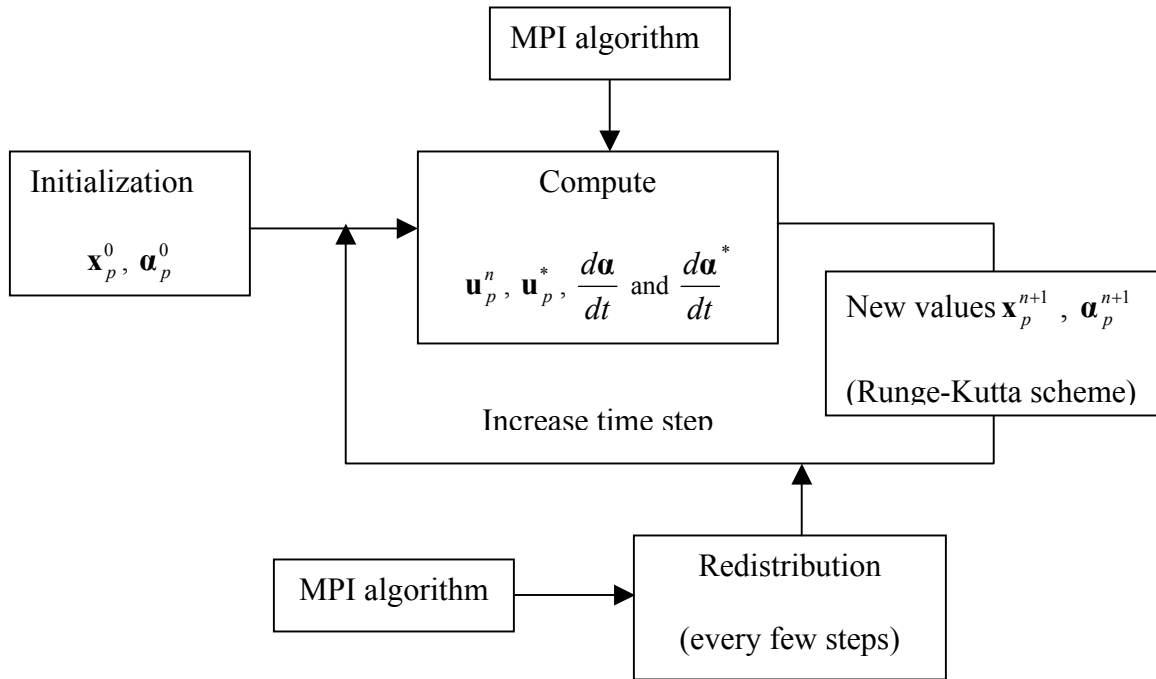 MPI algorithm
Initialization
𝐱_p^0 , 𝛂_p^0
Compute
𝐮_p^n , 𝐮_p^* , d𝛂/dt and d𝛂^*/dt
New values 𝐱_p^{n+1} , 𝛂_p^{n+1}
(Runge-Kutta scheme)
Increase time step
MPI algorithm
Redistribution
(every few steps)